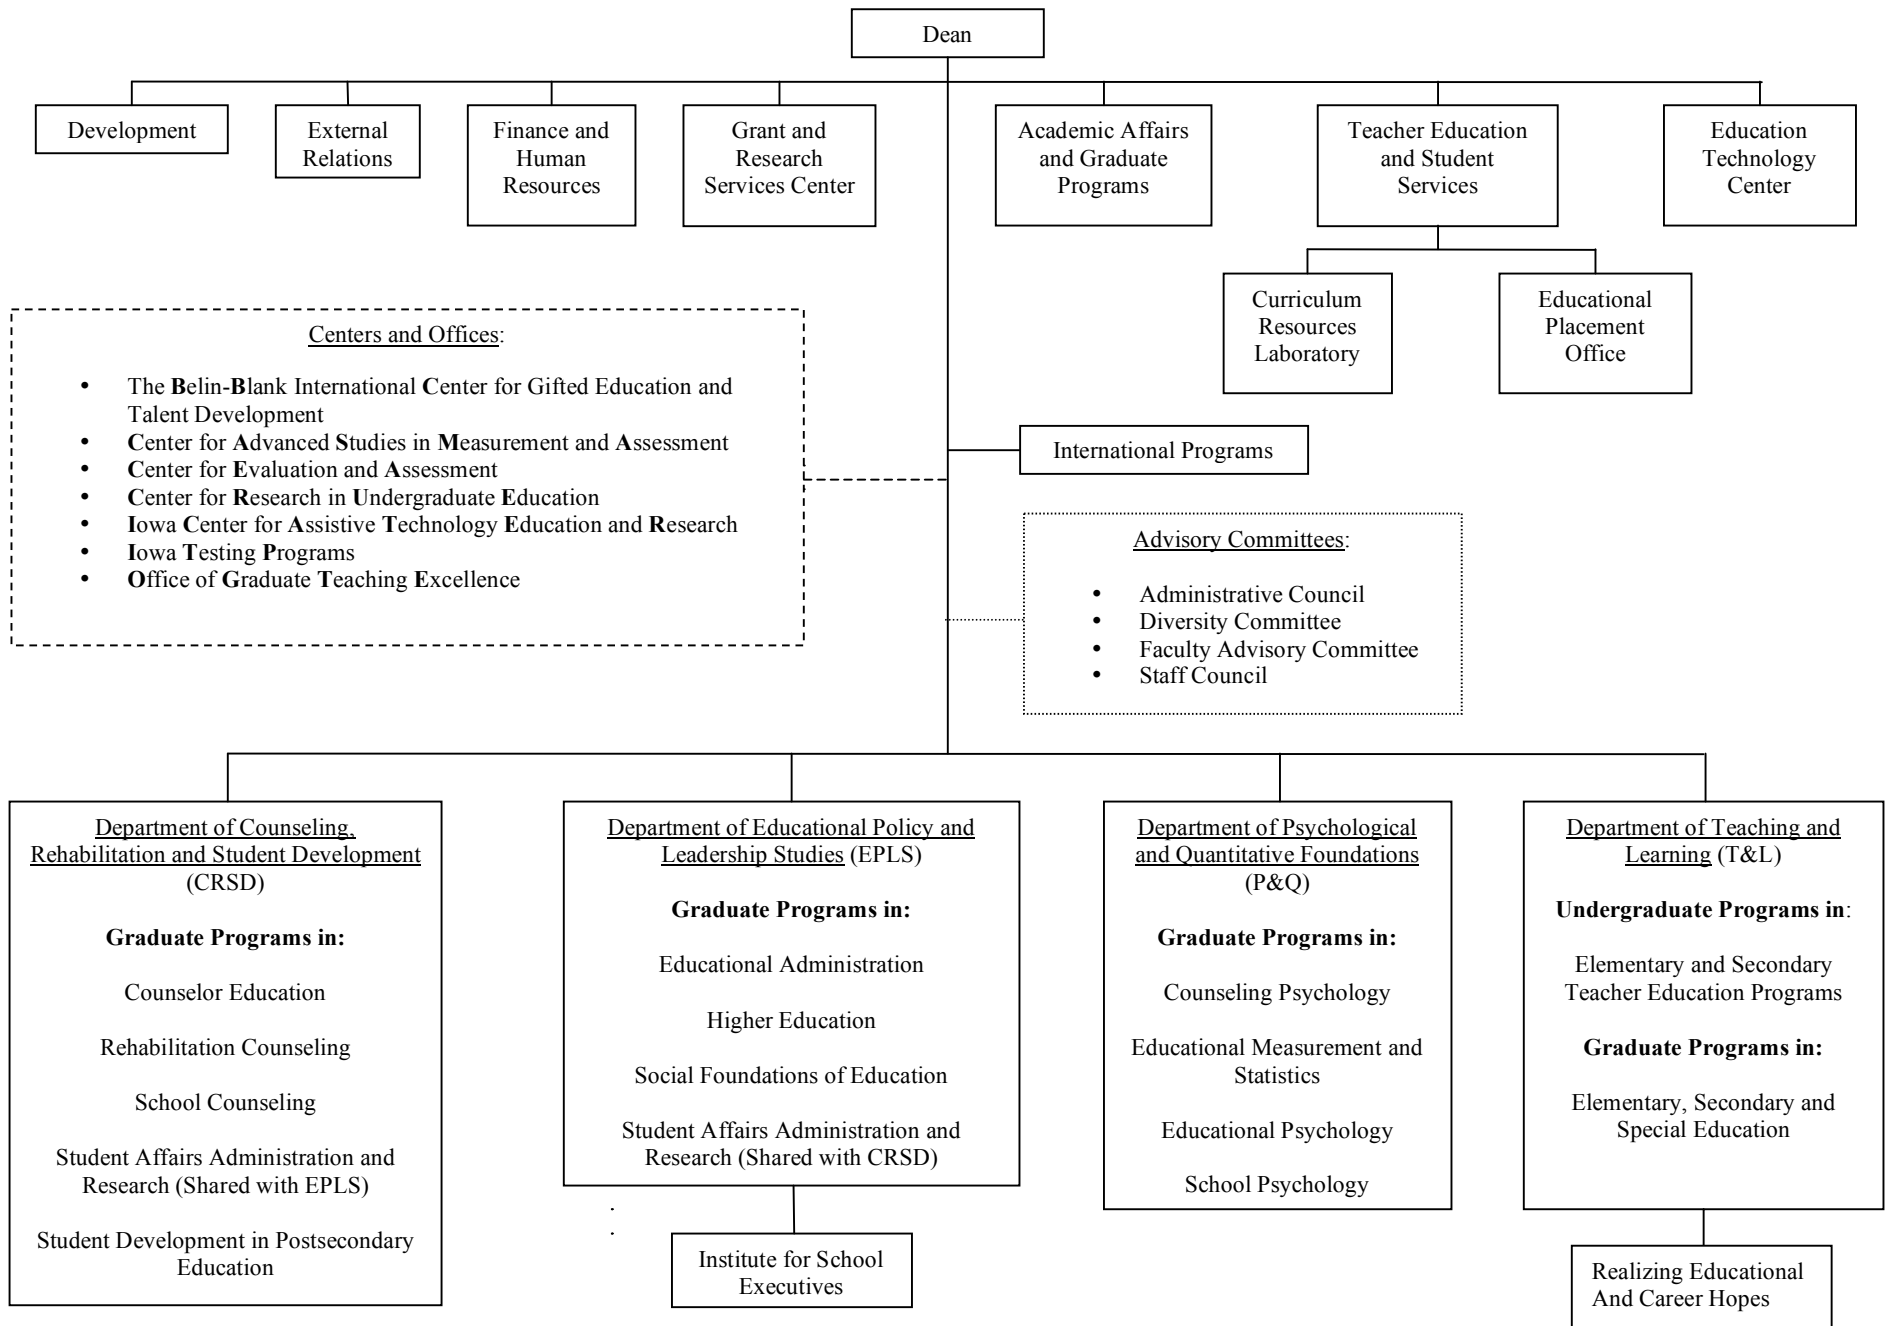 Dean
Development
External
Relations
Finance and
Human
Resources
Grant and
Research
Services Center
Academic Affairs
and Graduate
Programs
Teacher Education
and Student
Services
Education
Technology
Center
Curriculum
Resources
Laboratory
Educational
Placement
Office
Centers and Offices:
• The Belin-Blank International Center for Gifted Education and
Talent Development
• Center for Advanced Studies in Measurement and Assessment
• Center for Evaluation and Assessment
• Center for Research in Undergraduate Education
• Iowa Center for Assistive Technology Education and Research
• Iowa Testing Programs
• Office of Graduate Teaching Excellence
International Programs
Advisory Committees:
• Administrative Council
• Diversity Committee
• Faculty Advisory Committee
• Staff Council
Department of Counseling,
Rehabilitation and Student Development
(CRSD)
Graduate Programs in:
Counselor Education
Rehabilitation Counseling
School Counseling
Student Affairs Administration and
Research (Shared with EPLS)
Student Development in Postsecondary
Education
Department of Educational Policy and
Leadership Studies (EPLS)
Graduate Programs in:
Educational Administration
Higher Education
Social Foundations of Education
Student Affairs Administration and
Research (Shared with CRSD)
Institute for School
Executives
Department of Psychological
and Quantitative Foundations
(P&Q)
Graduate Programs in:
Counseling Psychology
Educational Measurement and
Statistics
Educational Psychology
School Psychology
Department of Teaching and
Learning (T&L)
Undergraduate Programs in:
Elementary and Secondary
Teacher Education Programs
Graduate Programs in:
Elementary, Secondary and
Special Education
Realizing Educational
And Career Hopes